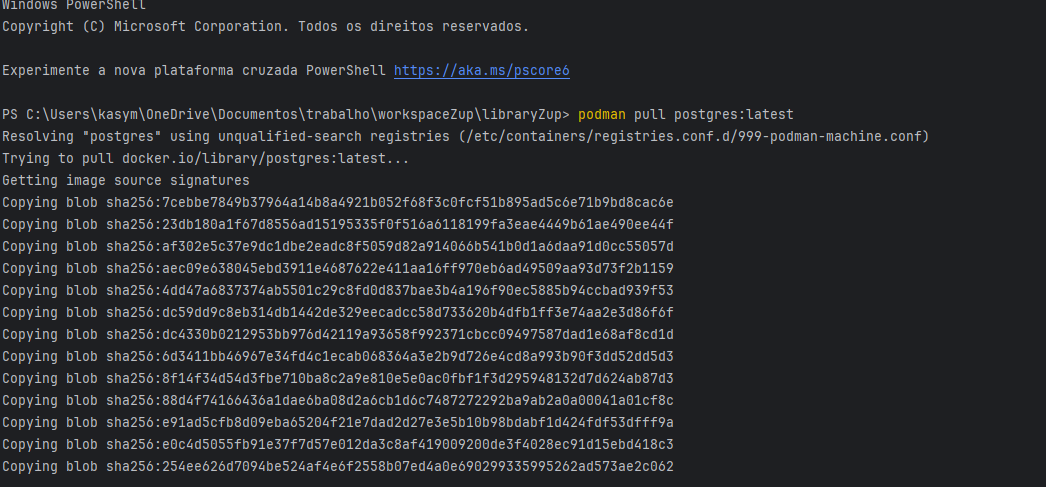 Windows PowerShell
Copyright (C) Microsoft Corporation. Todos os direitos reservados.
Experimente a nova plataforma cruzada PowerShell https://aka.ms/pscore6
PS C:\Users\kasym\OneDrive\Documentos\trabalho\workspaceZup\libraryZup> podman pull postgres:latest
Resolving "postgres" using unqualified-search registries (/etc/containers/registries.conf.d/999-podman-machine.conf)
Trying to pull docker.io/library/postgres:latest...
Getting image source signatures
Copying blob sha256:7cebbe7849b37964a14b8a4921b052f68f3c0fcf51b895ad5c6e71b9bd8cac6e
Copying blob sha256:23db180a1f67d8556ad15195335f0f516a6118199fa3eae4449b61ae490ee44f
Copying blob sha256:af302e5c37e9dc1dbe2eadc8f5059d82a914066b541b0d1a6daa91d0cc55057d
Copying blob sha256:aec09e638045ebd3911e4687622e411aa16ff970eb6ad49509aa93d73f2b1159
Copying blob sha256:4dd47a6837374ab5501c29c8fd0d837bae3b4a196f90ec5885b94ccbad939f53
Copying blob sha256:dc59dd9c8eb314db1442de329eecadcc58d733620b4dfb1ff3e74aa2e3d86f6f
Copying blob sha256:dc4330b0212953bb976d42119a93658f992371cbcc09497587dad1e68af8cd1d
Copying blob sha256:6d3411bb46967e34fd4c1ecab068364a3e2b9d726e4cd8a993b90f3dd52dd5d3
Copying blob sha256:8f14f34d54d3fbe710ba8c2a9e810e5e0ac0fbf1f3d295948132d7d624ab87d3
Copying blob sha256:88d4f74166436a1dae6ba08d2a6cb1d6c7487272292ba9ab2a0a00041a01cf8c
Copying blob sha256:e91ad5cfb8d09eba65204f21e7dad2d27e3e5b10b98bdabf1d424fdf53dfff9a
Copying blob sha256:e0c4d5055fb91e37f7d57e012da3c8af419009200de3f4028ec91d15ebd418c3
Copying blob sha256:254ee626d7094be524af4e6f2558b07ed4a0e690299335995262ad573ae2c062